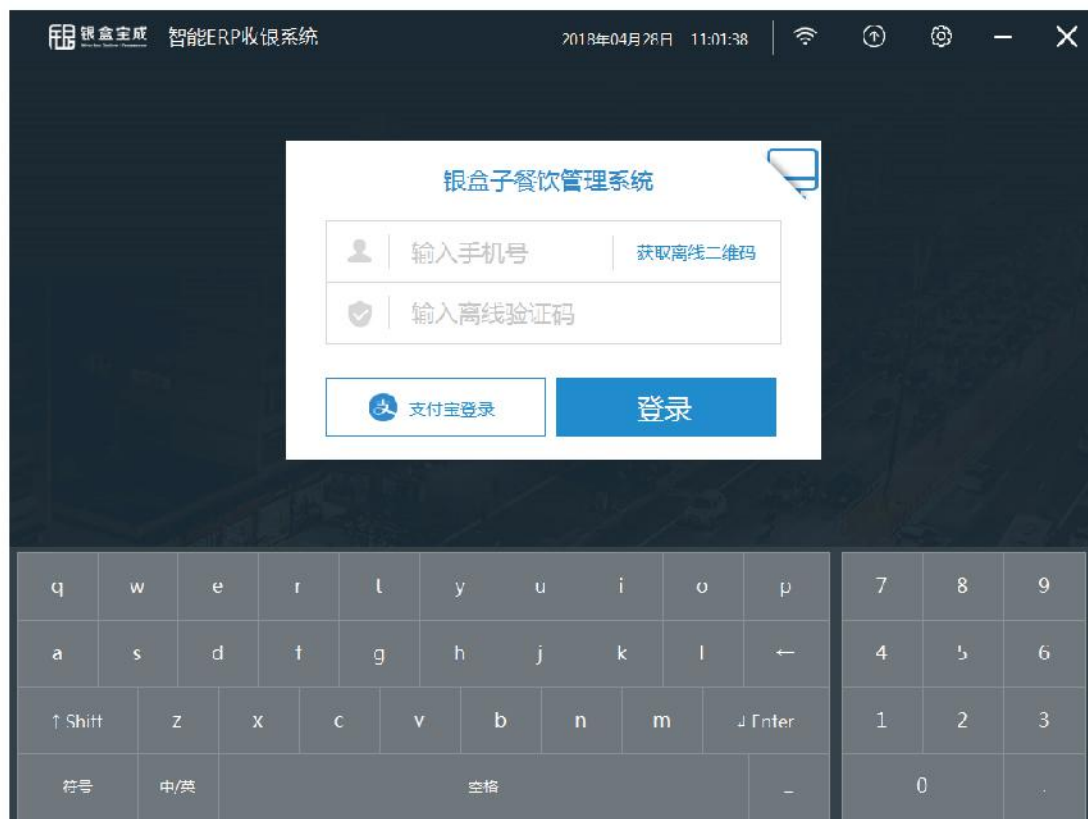 银盒宝成 智能ERP收银系统 2018年04月28日 11:01:38
银盒子餐饮管理系统
输入手机号 获取离线二维码
输入离线验证码
支付宝登录 登录
q w e r t y u i o p 7 8 9
a s d f g h j k l ← 4 5 6
↑ Shift z x c v b n m ↲ Enter 1 2 3
符号 中/英 空格 _ 0 .